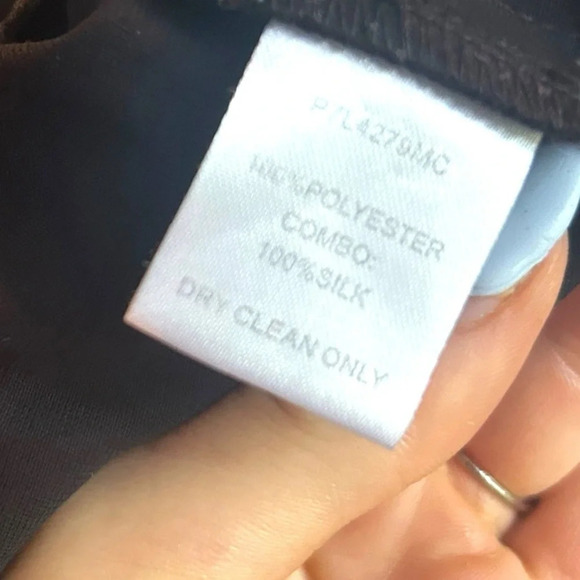 P/L4279MC
100%POLYESTER
COMBO:
100%SILK
DRY CLEAN ONLY